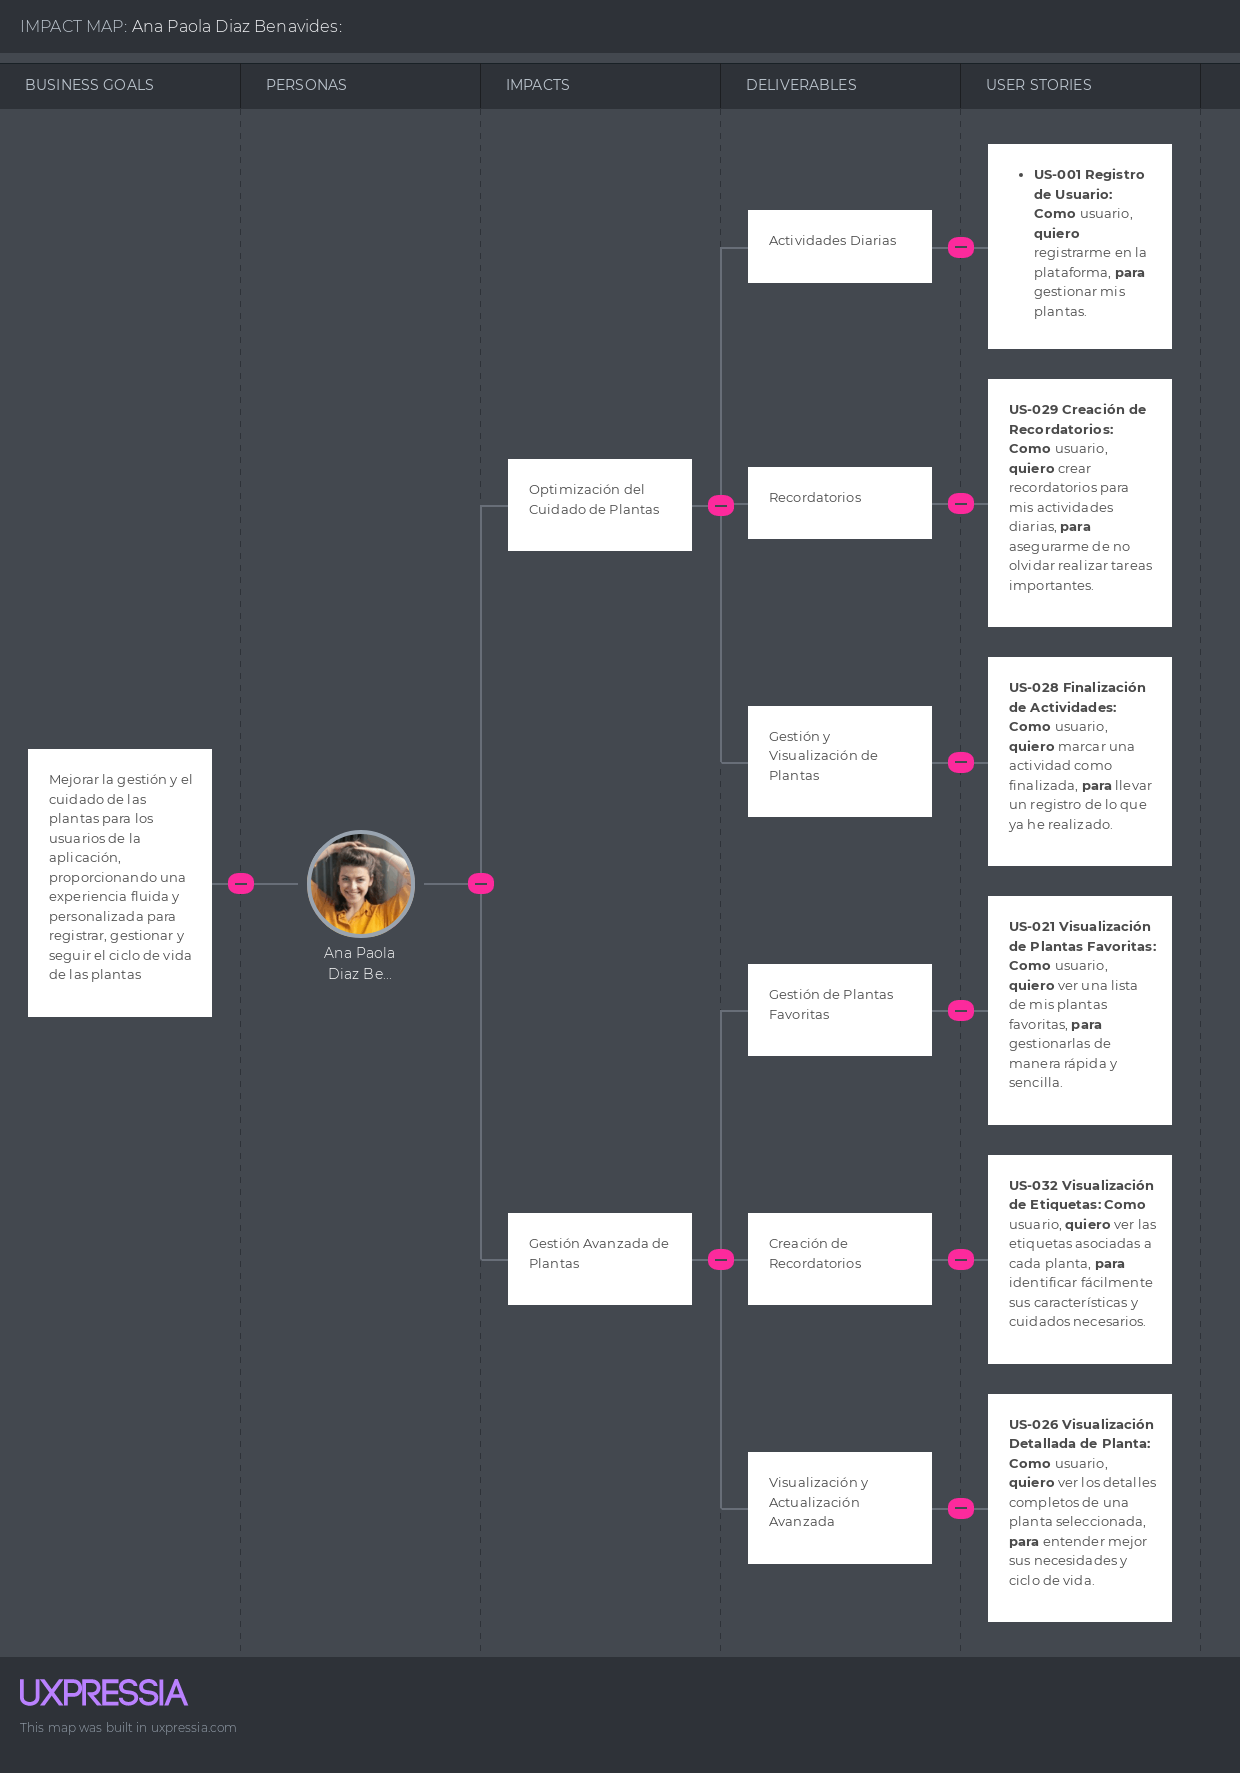 IMPACT MAP: Ana Paola Diaz Benavides:
BUSINESS GOALS
PERSONAS
IMPACTS
DELIVERABLES
USER STORIES
Mejorar la gestión y el
cuidado de las
plantas para los
usuarios de la
aplicación,
proporcionando una
experiencia fluida y
personalizada para
registrar, gestionar y
seguir el ciclo de vida
de las plantas
Ana Paola
Diaz Be...
Optimización del
Cuidado de Plantas
Actividades Diarias
• US-001 Registro
de Usuario:
Como usuario,
quiero
registrarme en la
plataforma, para
gestionar mis
plantas.
Recordatorios
US-029 Creación de
Recordatorios:
Como usuario,
quiero crear
recordatorios para
mis actividades
diarias, para
asegurarme de no
olvidar realizar tareas
importantes.
Gestión y
Visualización de
Plantas
US-028 Finalización
de Actividades:
Como usuario,
quiero marcar una
actividad como
finalizada, para llevar
un registro de lo que
ya he realizado.
Gestión Avanzada de
Plantas
Gestión de Plantas
Favoritas
US-021 Visualización
de Plantas Favoritas:
Como usuario,
quiero ver una lista
de mis plantas
favoritas, para
gestionarlas de
manera rápida y
sencilla.
Creación de
Recordatorios
US-032 Visualización
de Etiquetas: Como
usuario, quiero ver las
etiquetas asociadas a
cada planta, para
identificar fácilmente
sus características y
cuidados necesarios.
Visualización y
Actualización
Avanzada
US-026 Visualización
Detallada de Planta:
Como usuario,
quiero ver los detalles
completos de una
planta seleccionada,
para entender mejor
sus necesidades y
ciclo de vida.
UXPRESSIA
This map was built in uxpressia.com